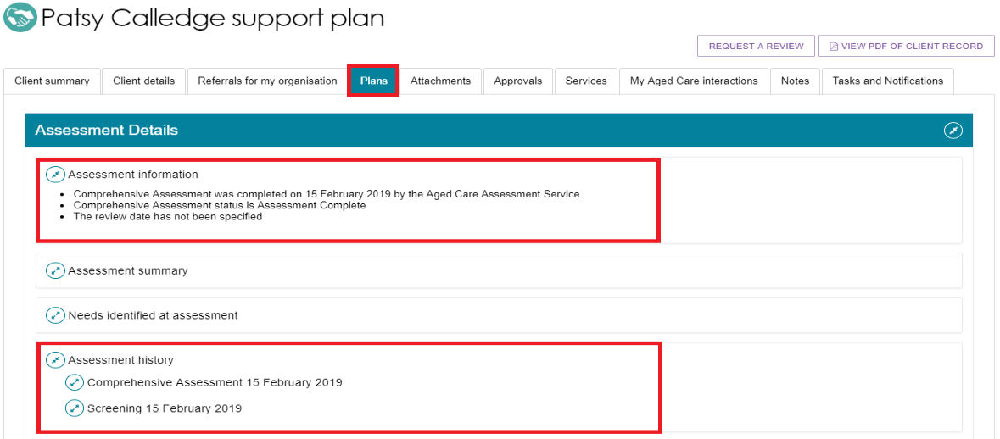 Patsy Calledge support plan
REQUEST A REVIEW VIEW PDF OF CLIENT RECORD
Client summary Client details Referrals for my organisation Plans Attachments Approvals Services My Aged Care interactions Notes Tasks and Notifications
Assessment Details
Assessment information
• Comprehensive Assessment was completed on 15 February 2019 by the Aged Care Assessment Service
• Comprehensive Assessment status is Assessment Complete
• The review date has not been specified
Assessment summary
Needs identified at assessment
Assessment history
Comprehensive Assessment 15 February 2019
Screening 15 February 2019